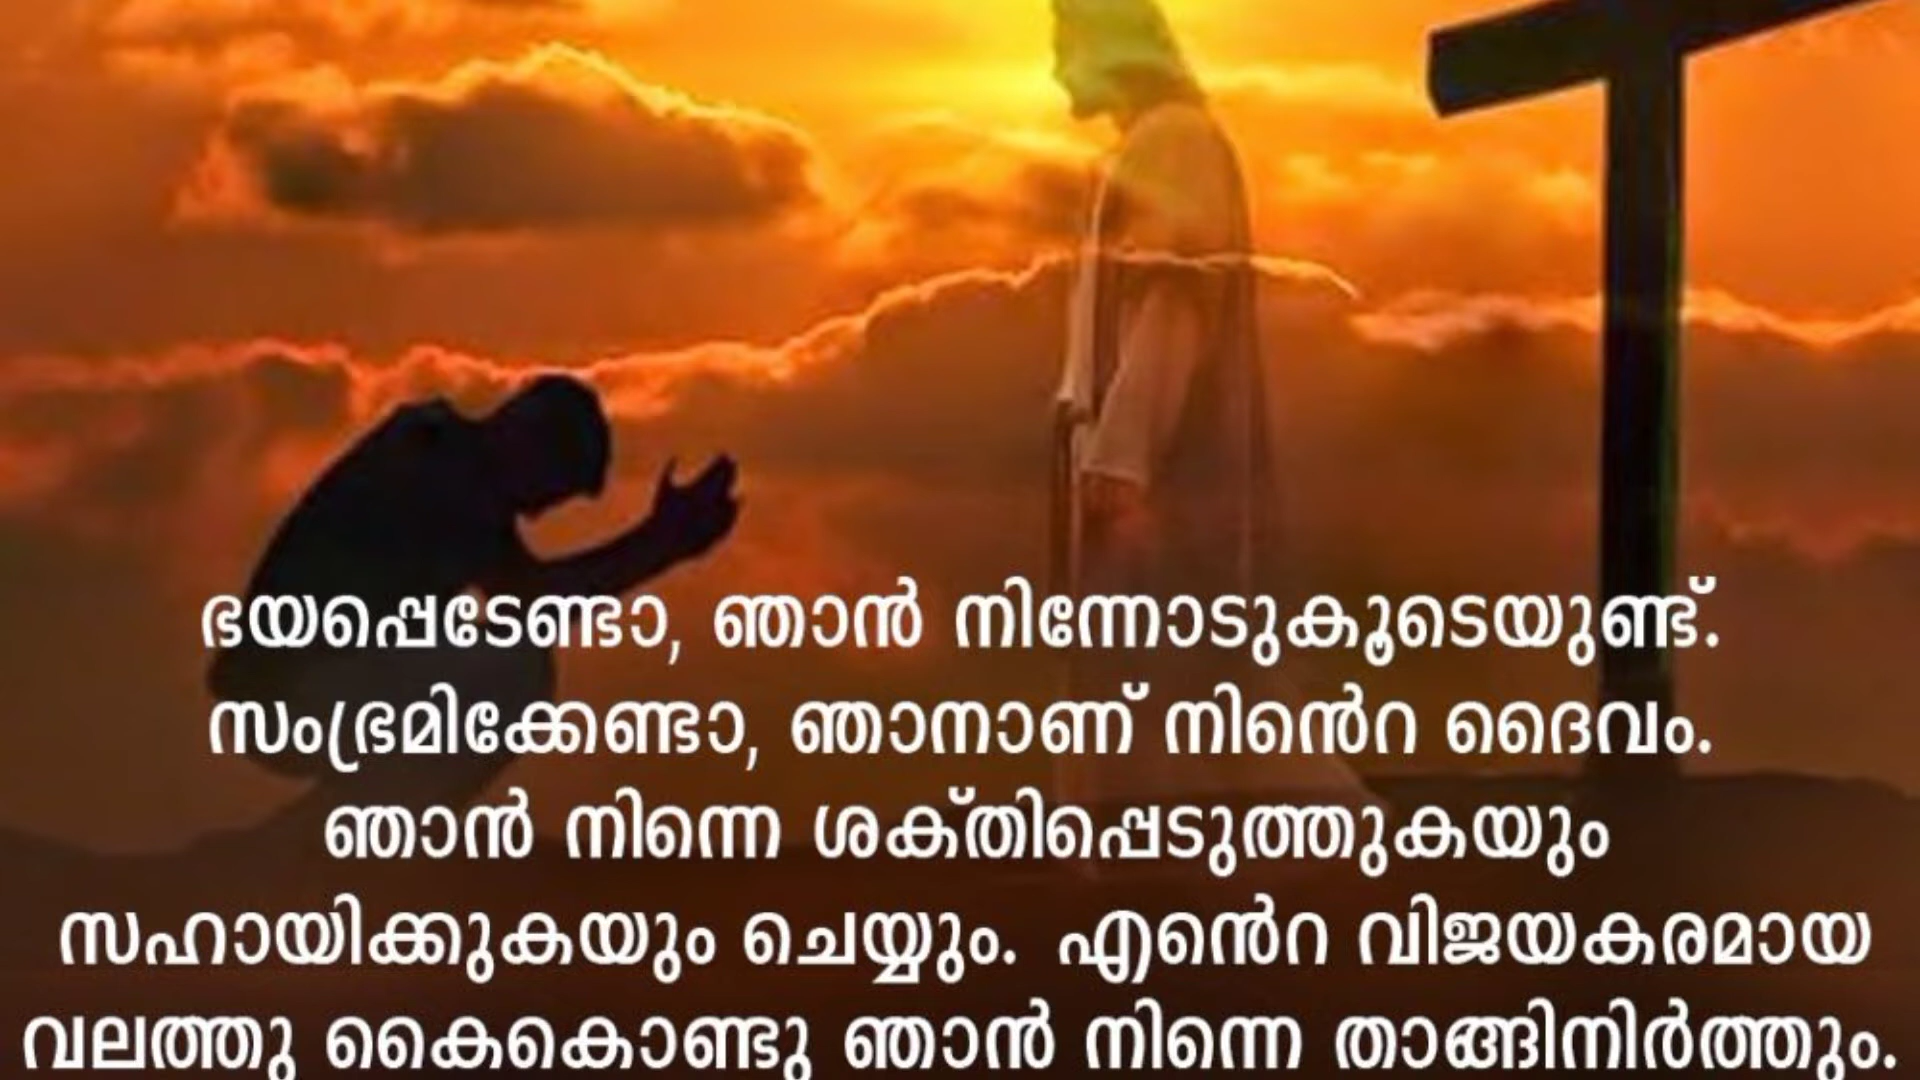 ഭയപ്പെടേണ്ടാ, ഞാൻ നിന്നോടുകൂടെയുണ്ട്.
സംഭ്രമിക്കേണ്ടാ, ഞാനാണ് നിൻെറ ദൈവം.
ഞാൻ നിന്നെ ശക്തിപ്പെടുത്തുകയും
സഹായിക്കുകയും ചെയ്യും. എൻെറ വിജയകരമായ
വലത്തു കൈകൊണ്ടു ഞാൻ നിന്നെ താങ്ങിനിർത്തും.